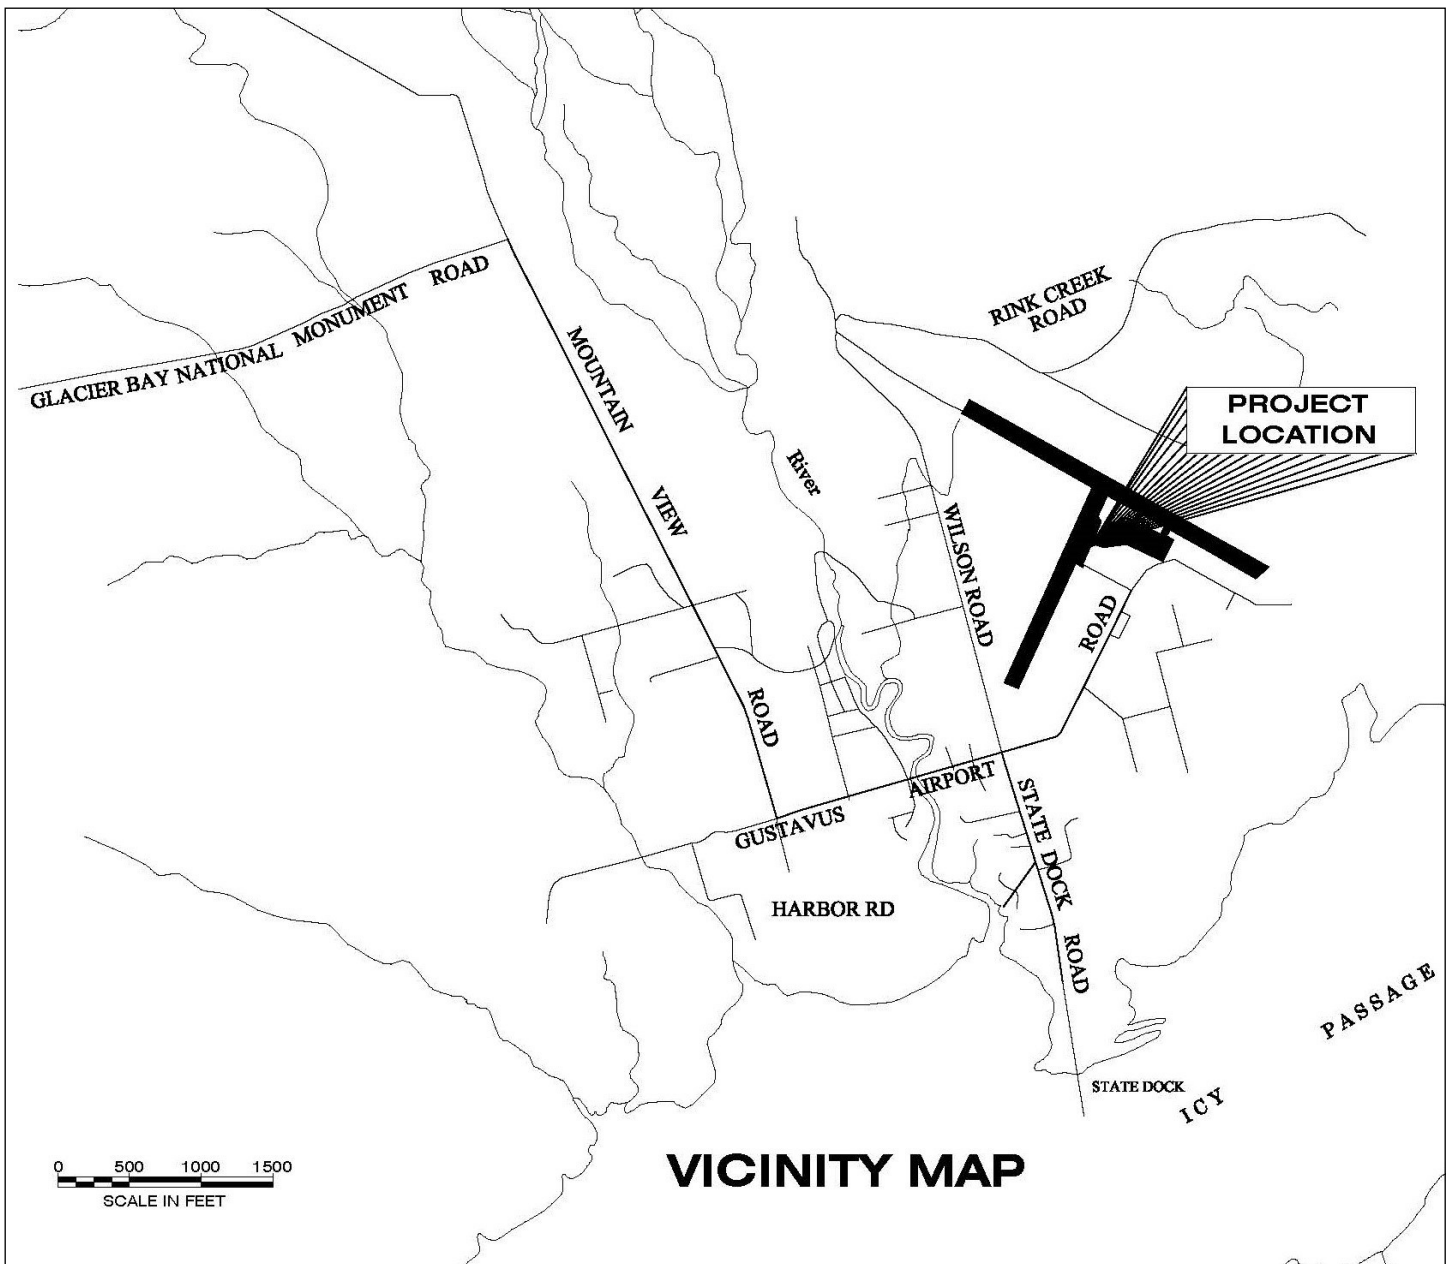 RINK CREEK
ROAD
GLACIER BAY NATIONAL MONUMENT ROAD
MOUNTAIN VIEW ROAD
PROJECT
LOCATION
River
WILSON ROAD
ROAD
GUSTAVUS AIRPORT
STATE DOCK ROAD
HARBOR RD
ICY PASSAGE
STATE DOCK
VICINITY MAP
0 500 1000 1500
SCALE IN FEET